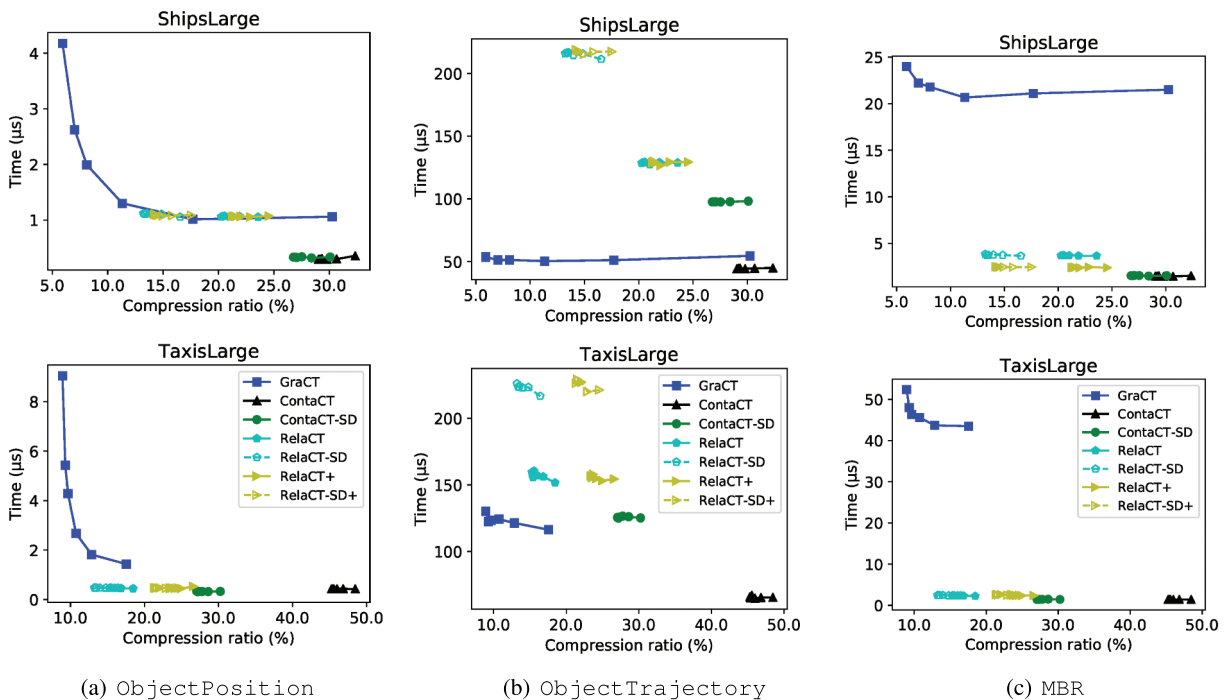 ShipsLarge
4
3
2
1
Time (µs)
5.0 10.0 15.0 20.0 25.0 30.0
Compression ratio (%)
ShipsLarge
200
150
100
50
Time (µs)
5.0 10.0 15.0 20.0 25.0 30.0
Compression ratio (%)
ShipsLarge
25
20
15
10
5
0
Time (µs)
5.0 10.0 15.0 20.0 25.0 30.0
Compression ratio (%)
TaxisLarge
8
6
4
2
0
Time (µs)
GraCT
ContaCT
ContaCT-SD
RelaCT
RelaCT-SD
RelaCT+
RelaCT-SD+
10.0 20.0 30.0 40.0 50.0
Compression ratio (%)
TaxisLarge
200
150
100
Time (µs)
GraCT
ContaCT
ContaCT-SD
RelaCT
RelaCT-SD
RelaCT+
RelaCT-SD+
10.0 20.0 30.0 40.0 50.0
Compression ratio (%)
TaxisLarge
50
40
30
20
10
0
Time (µs)
GraCT
ContaCT
ContaCT-SD
RelaCT
RelaCT-SD
RelaCT+
RelaCT-SD+
10.0 20.0 30.0 40.0 50.0
Compression ratio (%)
(a) ObjectPosition
(b) ObjectTrajectory
(c) MBR